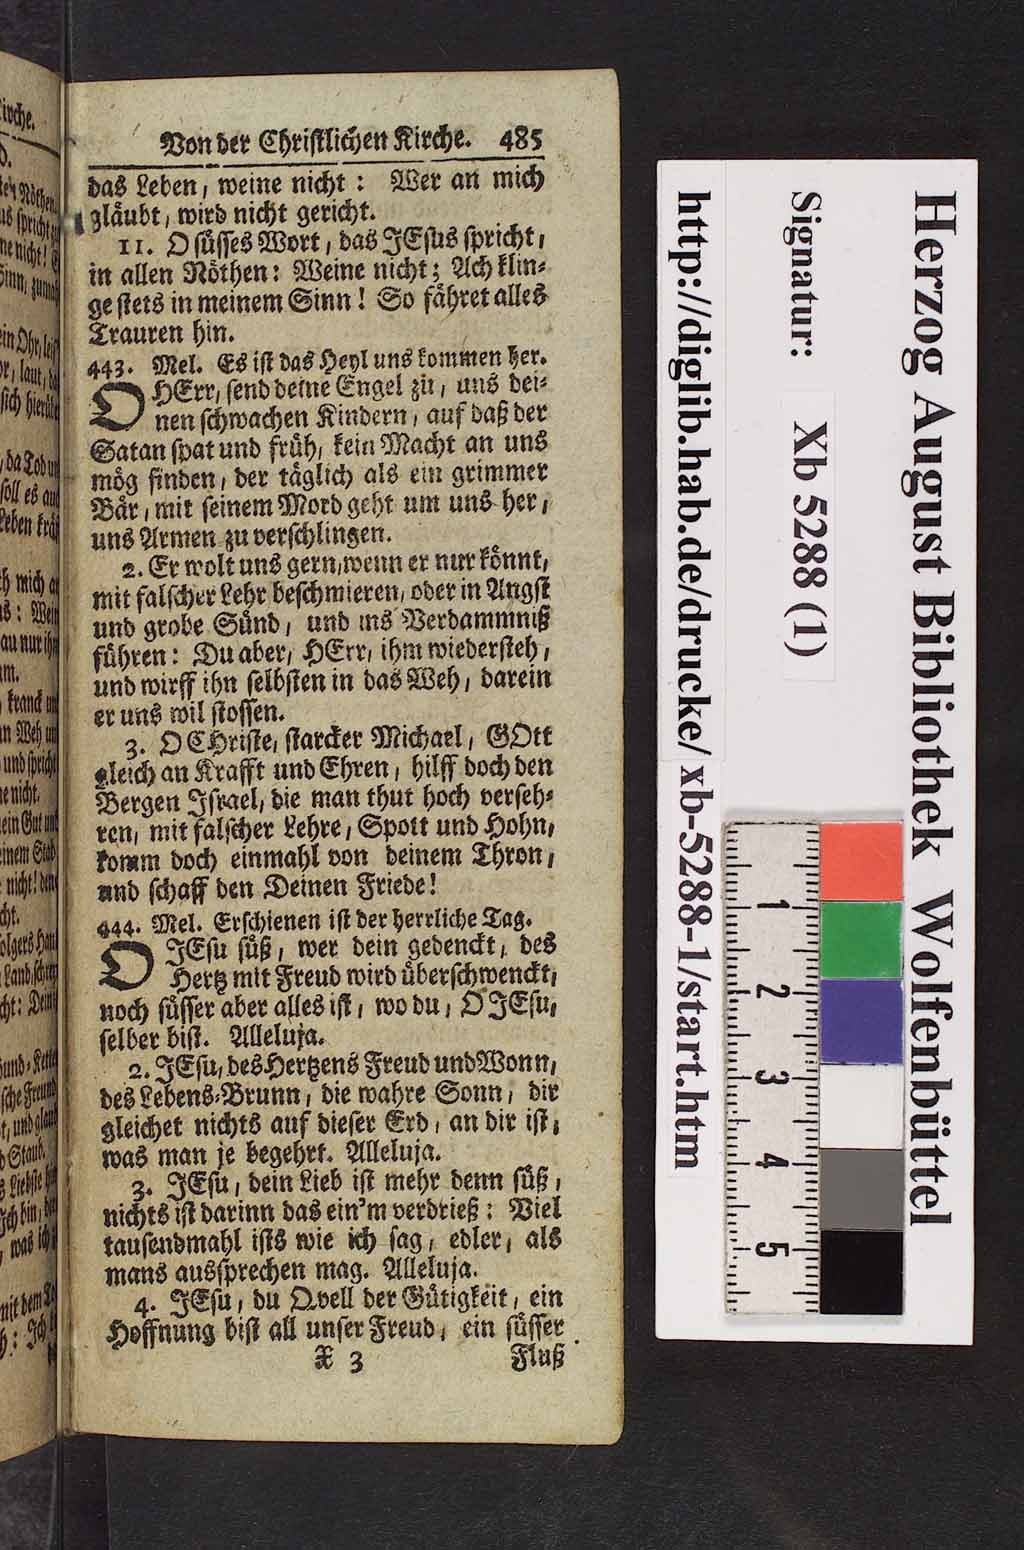 Von der Christlichen Kirche. 485
das Leben, weine nicht: Wer an mich
gläubt, wird nicht gericht.
11. O süsses Wort, das JEsus spricht,
in allen Nöthen: Weine nicht; Ach klin-
ge stets in meinem Sinn! So fähret alles
Trauren hin.
443. Mel. Es ist das Heyl uns kommen her.
O HErr, send deine Engel zu, uns dei-
nen schwachen Kindern, auf daß der
Satan spat und früh, kein Macht an uns
mög finden, der täglich als ein grimmer
Bär, mit seinem Mord geht um uns her,
uns Armen zu verschlingen.
2. Er wolt uns gern, wenn er nur könnt,
mit falscher Lehr beschmieren, oder in Angst
und grobe Sünd, und ins Verdammniß
führen: Du aber, HErr, ihm wiedersteh,
und wirff ihn selbsten in das Weh, darein
er uns wil stossen.
3. O CHriste, starcker Michael, GOtt
gleich an Krafft und Ehren, hilff doch den
Bergen Israel, die man thut hoch verseh-
ren, mit falscher Lehre, Spott und Hohn,
komm doch einmahl von deinem Thron,
und schaff den Deinen Friede!
444. Mel. Erschienen ist der herrliche Tag.
O JEsu süß, wer dein gedenckt, des
Hertz mit Freud wird überschwenckt,
noch süsser aber alles ist, wo du, O JEsu,
selber bist. Alleluja.
2. JEsu, des Hertzens Freud und Wonn,
des Lebens-Brunn, die wahre Sonn, dir
gleichet nichts auf dieser Erd, an dir ist,
was man je begehrt. Alleluja.
3. JEsu, dein Lieb ist mehr denn süß,
nichts ist darinn das ein'm verdrieß: Viel
tausendmahl ists wie ich sag, edler, als
mans aussprechen mag. Alleluja.
4. JEsu, du Qvell der Gütigkeit, ein
Hoffnung bist all unser Freud, ein süsser
X 3 Fluß
Herzog August Bibliothek Wolfenbüttel
Signatur: Xb 5288 (1)
http://diglib.hab.de/drucke/xb-5288-1/start.htm
1
2
3
4
5